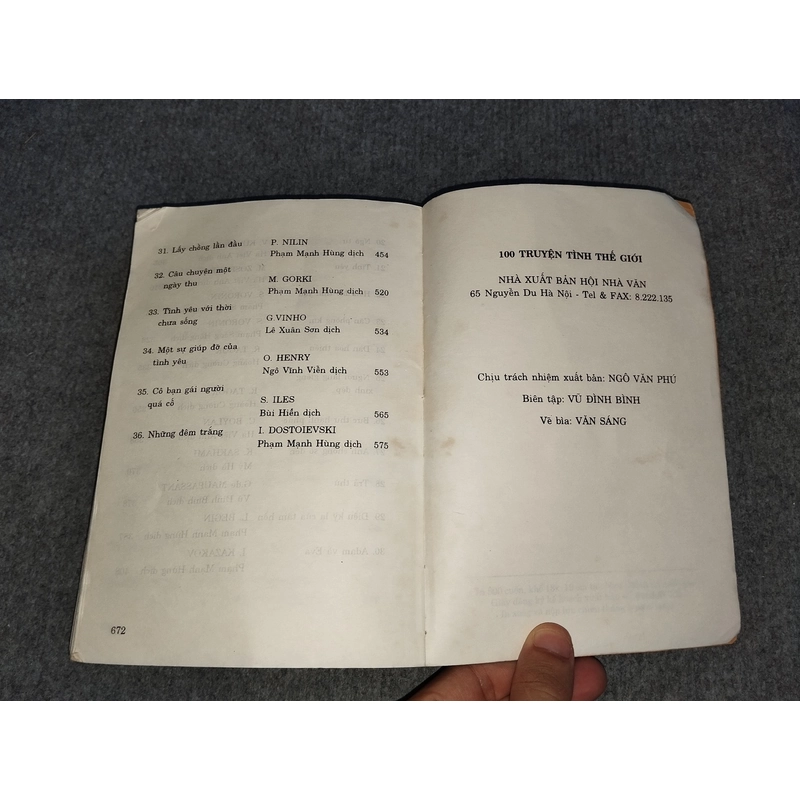 31. Lấy chồng lần đầu P. NILIN
Phạm Mạnh Hùng dịch 454
32. Câu chuyện một
ngày thu M. GORKI
Phạm Mạnh Hùng dịch 520
33. Tình yêu với thời
chưa sống G.VINHO
Lê Xuân Sơn dịch 534
34. Một sự giúp đỡ của
tình yêu O. HENRY
Ngô Vĩnh Viễn dịch 553
35. Cô bạn gái người
quá cố S. ILES
Bùi Hiển dịch 565
36. Những đêm trắng I. DOSTOIEVSKI
Phạm Mạnh Hùng dịch 575
672
100 TRUYỆN TÌNH THẾ GIỚI
NHÀ XUẤT BẢN HỘI NHÀ VĂN
65 Nguyễn Du Hà Nội - Tel & FAX: 8.222.135
Chịu trách nhiệm xuất bản: NGÔ VĂN PHÚ
Biên tập: VŨ ĐÌNH BÌNH
Vẽ bìa: VĂN SÁNG